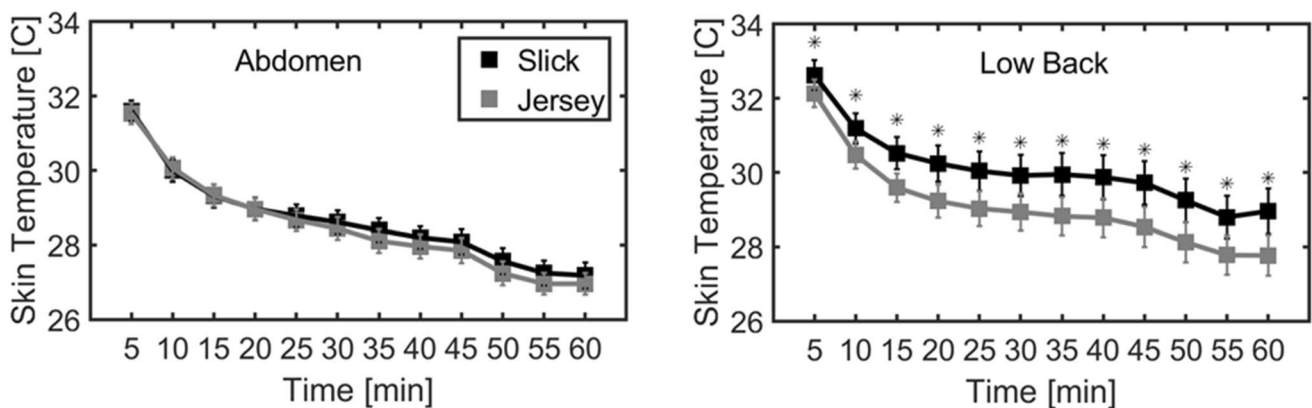 Skin Temperature [C]
34
32
30
28
26
Abdomen
Slick
Jersey
5 10 15 20 25 30 35 40 45 50 55 60
Time [min]
Skin Temperature [C]
34
32
30
28
26
Low Back
* * * * * * * * * * * *
5 10 15 20 25 30 35 40 45 50 55 60
Time [min]